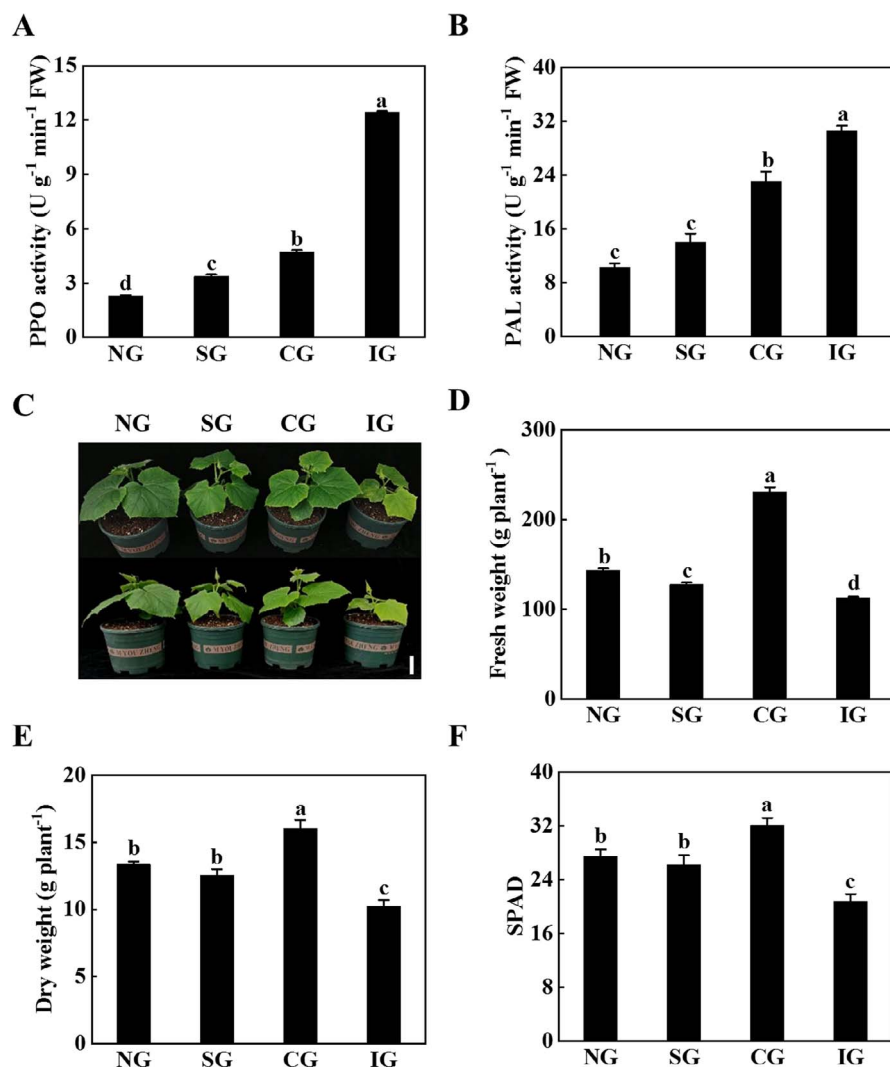 A
PPO activity (U g⁻¹ min⁻¹ FW)
15
12
9
6
3
0
d
c
b
a
NG SG CG IG
B
PAL activity (U g⁻¹ min⁻¹ FW)
40
32
24
16
8
0
c
c
b
a
NG SG CG IG
C
NG SG CG IG
MYOU ZHENG
D
Fresh weight (g plant⁻¹)
300
200
100
0
b
c
a
d
NG SG CG IG
E
Dry weight (g plant⁻¹)
20
15
10
5
0
b
b
a
c
NG SG CG IG
F
SPAD
40
32
24
16
8
0
b
b
a
c
NG SG CG IG